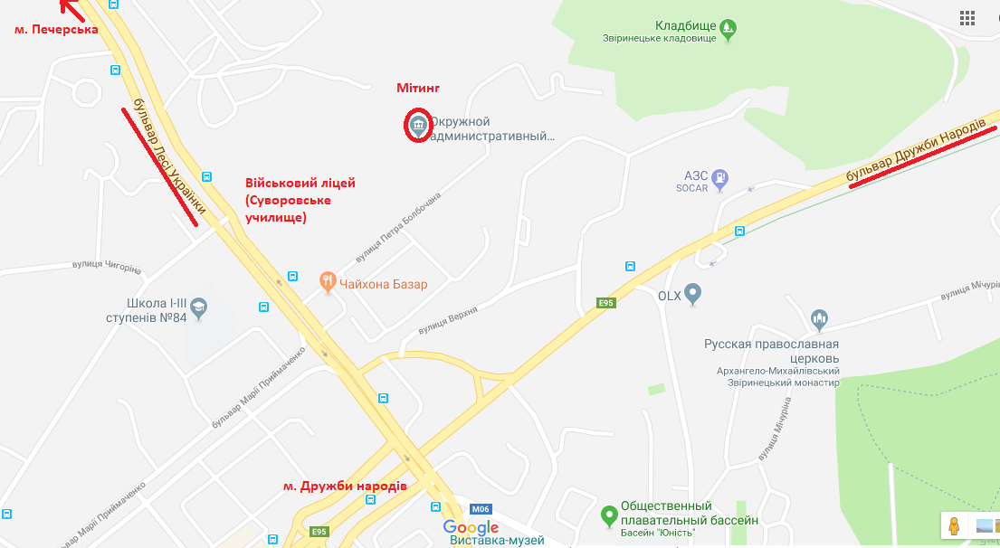 м. Печерська
Кладбище
Звіринецьке кладовище
Мітинг
Окружной
административный...
бульвар Лесі Українки
бульвар Дружби Народів
АЗС
SOCAR
Військовий ліцей
(Суворовське
училище)
вулиця Петра Болбочана
вулиця Чигоріна
Чайхона Базар
OLX
вулиця Мічуріна
Школа І-ІІІ
ступенів №84
E95
вулиця Верхня
Русская православная
церковь
Архангело-Михайлівський
Звіринецький монастир
бульвар Марії Приймаченко
вулиця Мічуріна
м. Дружби народів
бульвар Марії Приймаченко
M06
E95
Google
Виставка-музей
Общественный
плавательный бассейн
Басейн "Юність"